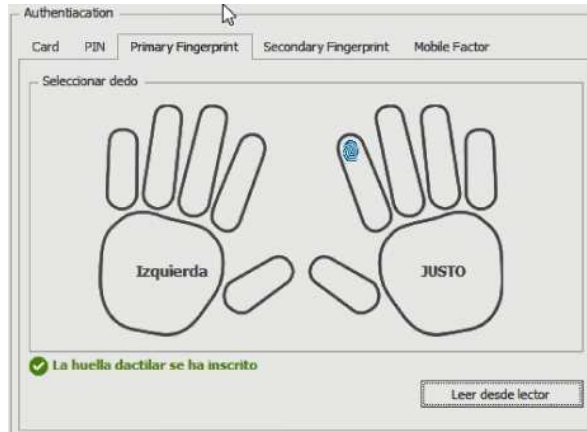 Authentiacation
Card PIN Primary Fingerprint Secondary Fingerprint Mobile Factor
Seleccionar dedo
Izquierda JUSTO
La huella dactilar se ha inscrito
Leer desde lector